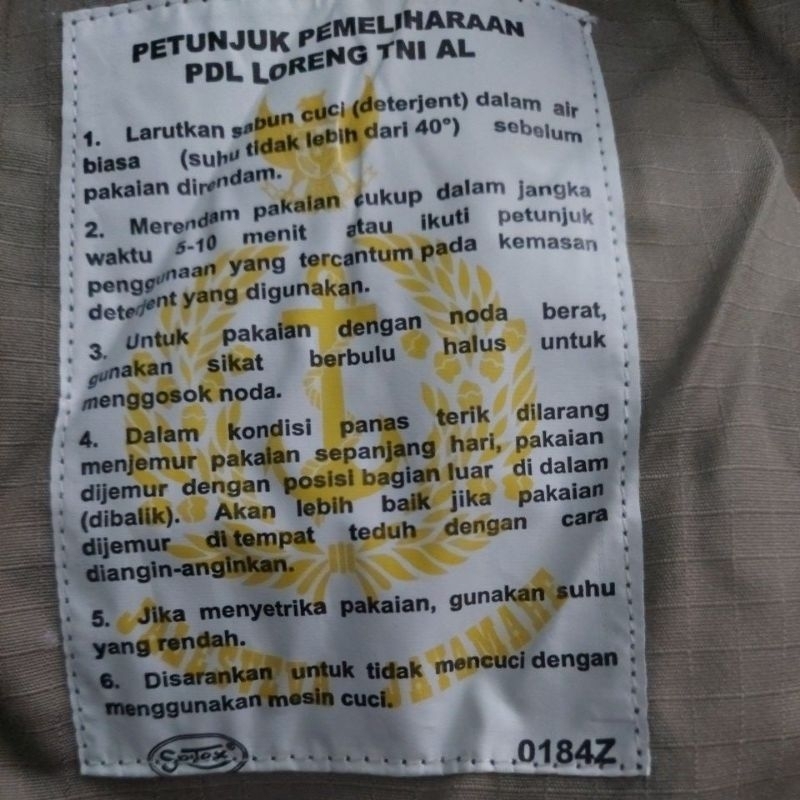 PETUNJUK PEMELIHARAAN
PDL LORENG TNI AL
1. Larutkan sabun cuci (deterjent) dalam air
biasa (suhu tidak lebih dari 40°) sebelum
pakaian direndam.
2. Merendam pakaian cukup dalam jangka
waktu 5-10 menit atau ikuti petunjuk
penggunaan yang tercantum pada kemasan
deterjent yang digunakan.
3. Untuk pakaian dengan noda berat,
gunakan sikat berbulu halus untuk
menggosok noda.
4. Dalam kondisi panas terik dilarang
menjemur pakaian sepanjang hari, pakaian
dijemur dengan posisi bagian luar di dalam
(dibalik). Akan lebih baik jika pakaian
dijemur di tempat teduh dengan cara
diangin-anginkan.
5. Jika menyetrika pakaian, gunakan suhu
yang rendah.
JALESVEVA JAYAMAHE
6. Disarankan untuk tidak mencuci dengan
menggunakan mesin cuci.
Sritex 0184Z